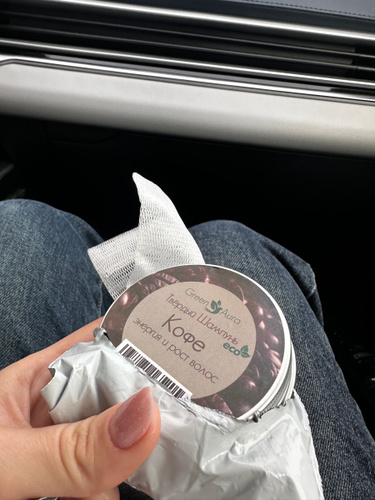 Green Aura
Твёрдый Шампунь
Кофе
eco
энергия и рост волос